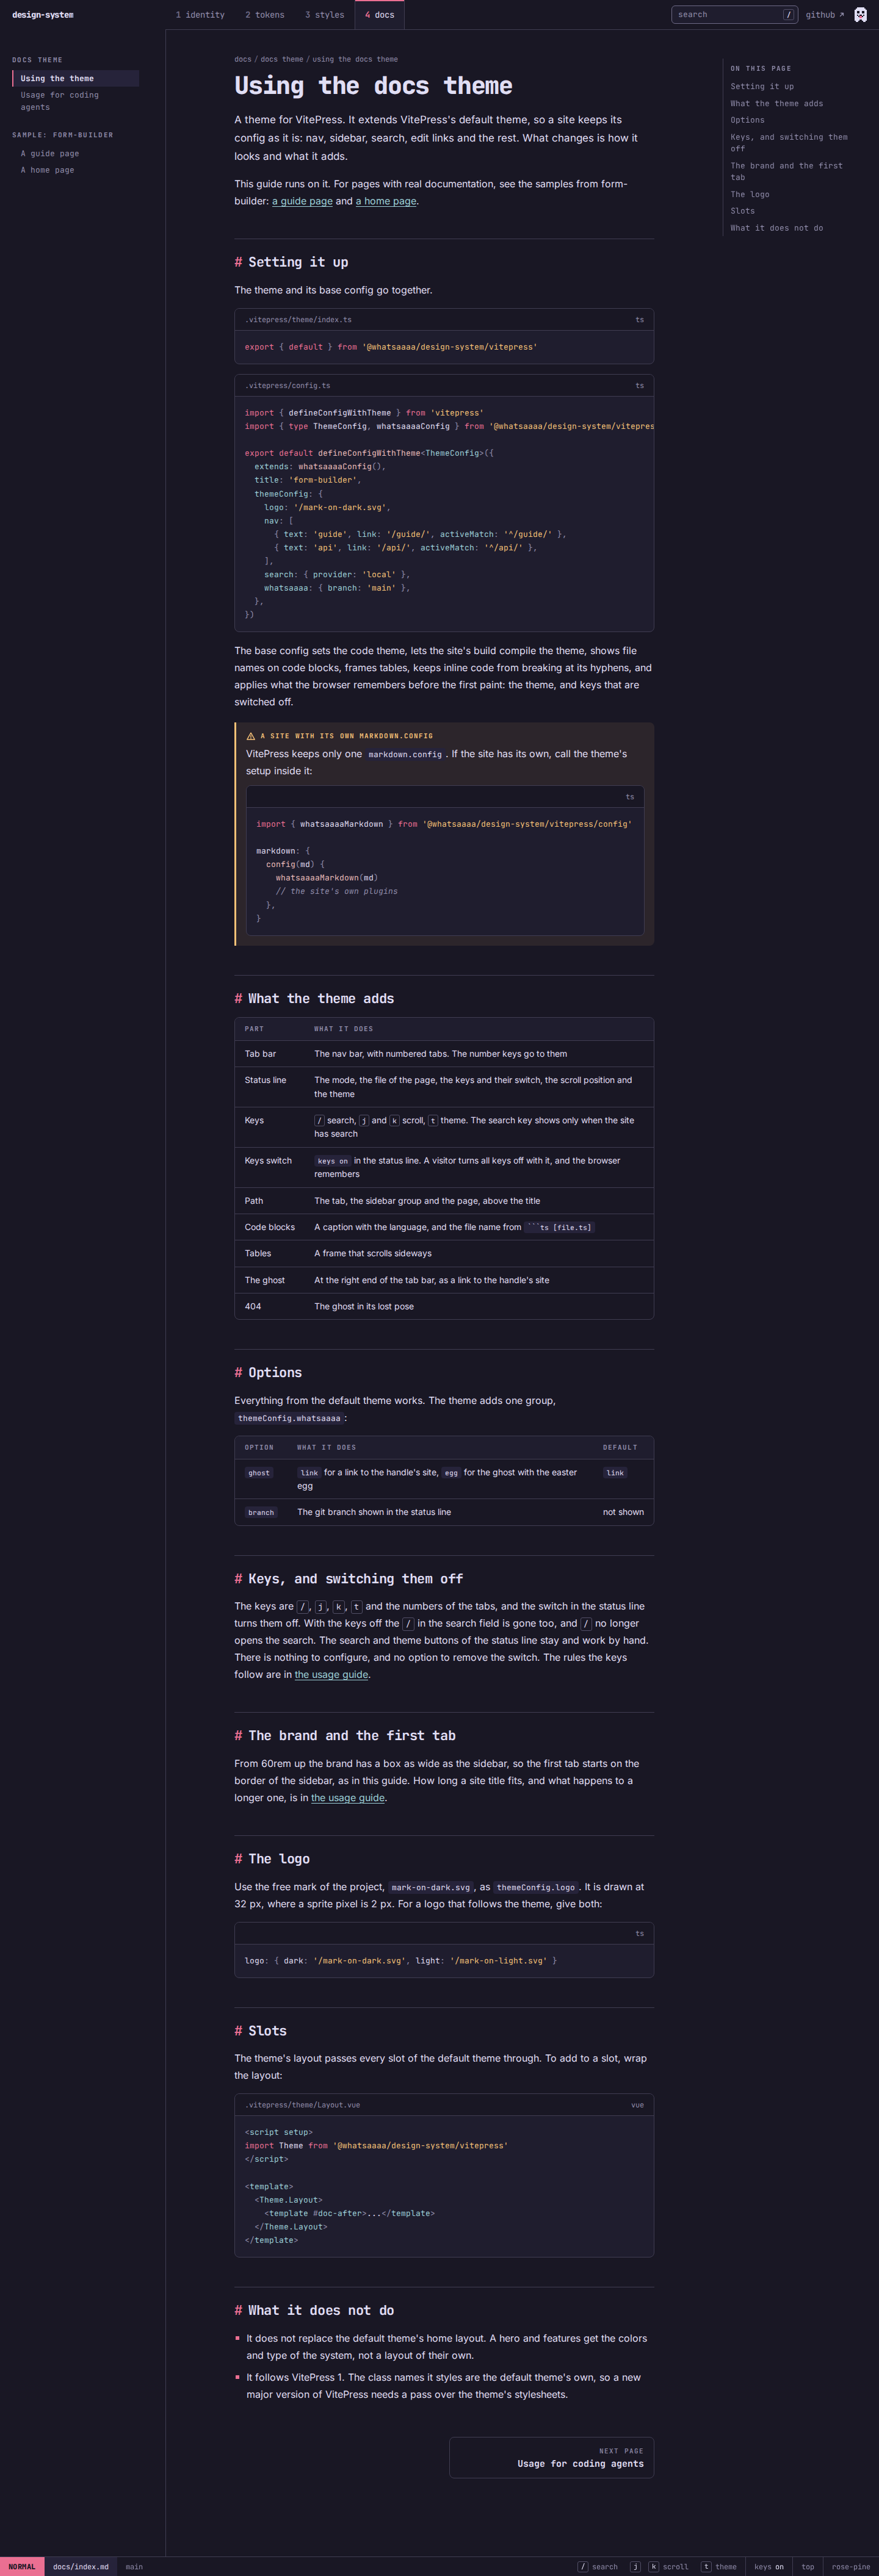 design-system
1 identity 2 tokens 3 styles 4 docs
search /
github ↗
DOCS THEME
Using the theme
Usage for coding
agents
SAMPLE: FORM-BUILDER
A guide page
A home page
docs / docs theme / using the docs theme
Using the docs theme
A theme for VitePress. It extends VitePress's default theme, so a site keeps its
config as it is: nav, sidebar, search, edit links and the rest. What changes is how it
looks and what it adds.
This guide runs on it. For pages with real documentation, see the samples from form-
builder: a guide page and a home page.
# Setting it up
The theme and its base config go together.
.vitepress/theme/index.ts ts
export { default } from '@whatsaaaa/design-system/vitepress'
.vitepress/config.ts ts
import { defineConfigWithTheme } from 'vitepress'
import { type ThemeConfig, whatsaaaaConfig } from '@whatsaaaa/design-system/vitepres
export default defineConfigWithTheme<ThemeConfig>({
extends: whatsaaaaConfig(),
title: 'form-builder',
themeConfig: {
logo: '/mark-on-dark.svg',
nav: [
{ text: 'guide', link: '/guide/', activeMatch: '^/guide/' },
{ text: 'api', link: '/api/', activeMatch: '^/api/' },
],
search: { provider: 'local' },
whatsaaaa: { branch: 'main' },
},
})
The base config sets the code theme, lets the site's build compile the theme, shows file
names on code blocks, frames tables, keeps inline code from breaking at its hyphens, and
applies what the browser remembers before the first paint: the theme, and keys that are
switched off.
A SITE WITH ITS OWN MARKDOWN.CONFIG
VitePress keeps only one markdown.config. If the site has its own, call the theme's
setup inside it:
ts
import { whatsaaaaMarkdown } from '@whatsaaaa/design-system/vitepress/config'
markdown: {
config(md) {
whatsaaaaMarkdown(md)
// the site's own plugins
},
}
# What the theme adds
PART WHAT IT DOES
Tab bar The nav bar, with numbered tabs. The number keys go to them
Status line The mode, the file of the page, the keys and their switch, the scroll position and
the theme
Keys / search, j and k scroll, t theme. The search key shows only when the site
has search
Keys switch keys on in the status line. A visitor turns all keys off with it, and the browser
remembers
Path The tab, the sidebar group and the page, above the title
Code blocks A caption with the language, and the file name from ```ts [file.ts]
Tables A frame that scrolls sideways
The ghost At the right end of the tab bar, as a link to the handle's site
404 The ghost in its lost pose
# Options
Everything from the default theme works. The theme adds one group,
themeConfig.whatsaaaa:
OPTION WHAT IT DOES DEFAULT
ghost link for a link to the handle's site, egg for the ghost with the easter link
egg
branch The git branch shown in the status line not shown
# Keys, and switching them off
The keys are /, j, k, t and the numbers of the tabs, and the switch in the status line
turns them off. With the keys off the / in the search field is gone too, and / no longer
opens the search. The search and theme buttons of the status line stay and work by hand.
There is nothing to configure, and no option to remove the switch. The rules the keys
follow are in the usage guide.
# The brand and the first tab
From 60rem up the brand has a box as wide as the sidebar, so the first tab starts on the
border of the sidebar, as in this guide. How long a site title fits, and what happens to a
longer one, is in the usage guide.
# The logo
Use the free mark of the project, mark-on-dark.svg, as themeConfig.logo. It is drawn at
32 px, where a sprite pixel is 2 px. For a logo that follows the theme, give both:
ts
logo: { dark: '/mark-on-dark.svg', light: '/mark-on-light.svg' }
# Slots
The theme's layout passes every slot of the default theme through. To add to a slot, wrap
the layout:
.vitepress/theme/Layout.vue vue
<script setup>
import Theme from '@whatsaaaa/design-system/vitepress'
</script>
<template>
<Theme.Layout>
<template #doc-after>...</template>
</Theme.Layout>
</template>
# What it does not do
It does not replace the default theme's home layout. A hero and features get the colors
and type of the system, not a layout of their own.
It follows VitePress 1. The class names it styles are the default theme's own, so a new
major version of VitePress needs a pass over the theme's stylesheets.
NEXT PAGE
Usage for coding agents
ON THIS PAGE
Setting it up
What the theme adds
Options
Keys, and switching them
off
The brand and the first
tab
The logo
Slots
What it does not do
NORMAL docs/index.md main / search j k scroll t theme keys on top rose-pine